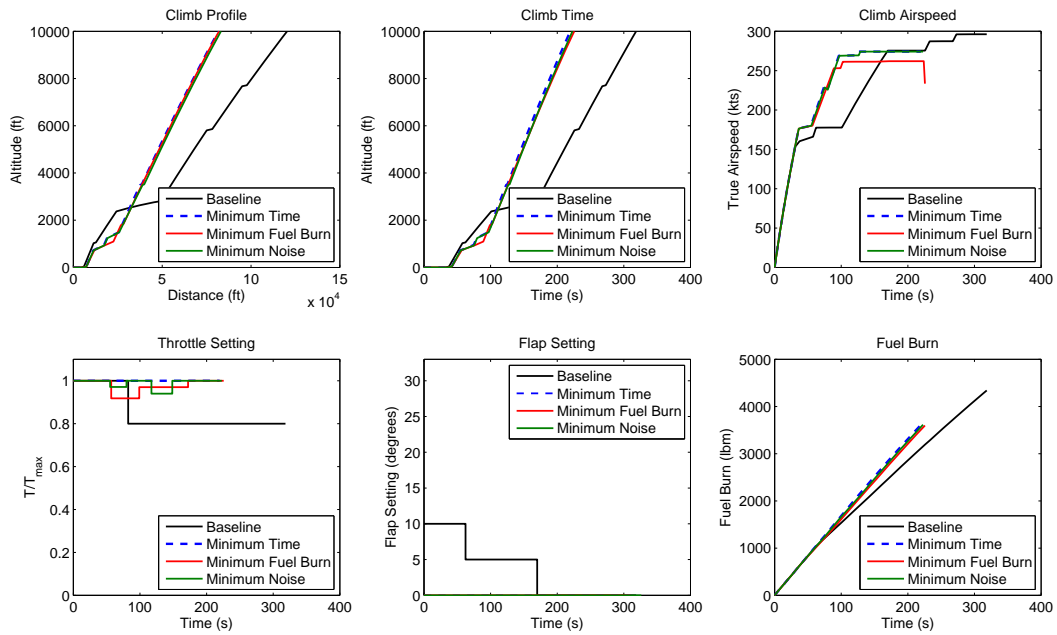 Climb Profile
10000
8000
6000
4000
2000
0
Altitude (ft)
0
5
10
15
x 10^4
Distance (ft)
Baseline
Minimum Time
Minimum Fuel Burn
Minimum Noise
Climb Time
10000
8000
6000
4000
2000
0
Altitude (ft)
0
100
200
300
400
Time (s)
Baseline
Minimum Time
Minimum Fuel Burn
Minimum Noise
Climb Airspeed
300
250
200
150
100
50
0
True Airspeed (kts)
0
100
200
300
400
Time (s)
Baseline
Minimum Time
Minimum Fuel Burn
Minimum Noise
Throttle Setting
1
0.8
0.6
0.4
0.2
0
T/T_max
0
100
200
300
400
Time (s)
Baseline
Minimum Time
Minimum Fuel Burn
Minimum Noise
Flap Setting
30
25
20
15
10
5
0
Flap Setting (degrees)
0
100
200
300
400
Time (s)
Baseline
Minimum Time
Minimum Fuel Burn
Minimum Noise
Fuel Burn
5000
4000
3000
2000
1000
0
Fuel Burn (lbm)
0
100
200
300
400
Time (s)
Baseline
Minimum Time
Minimum Fuel Burn
Minimum Noise